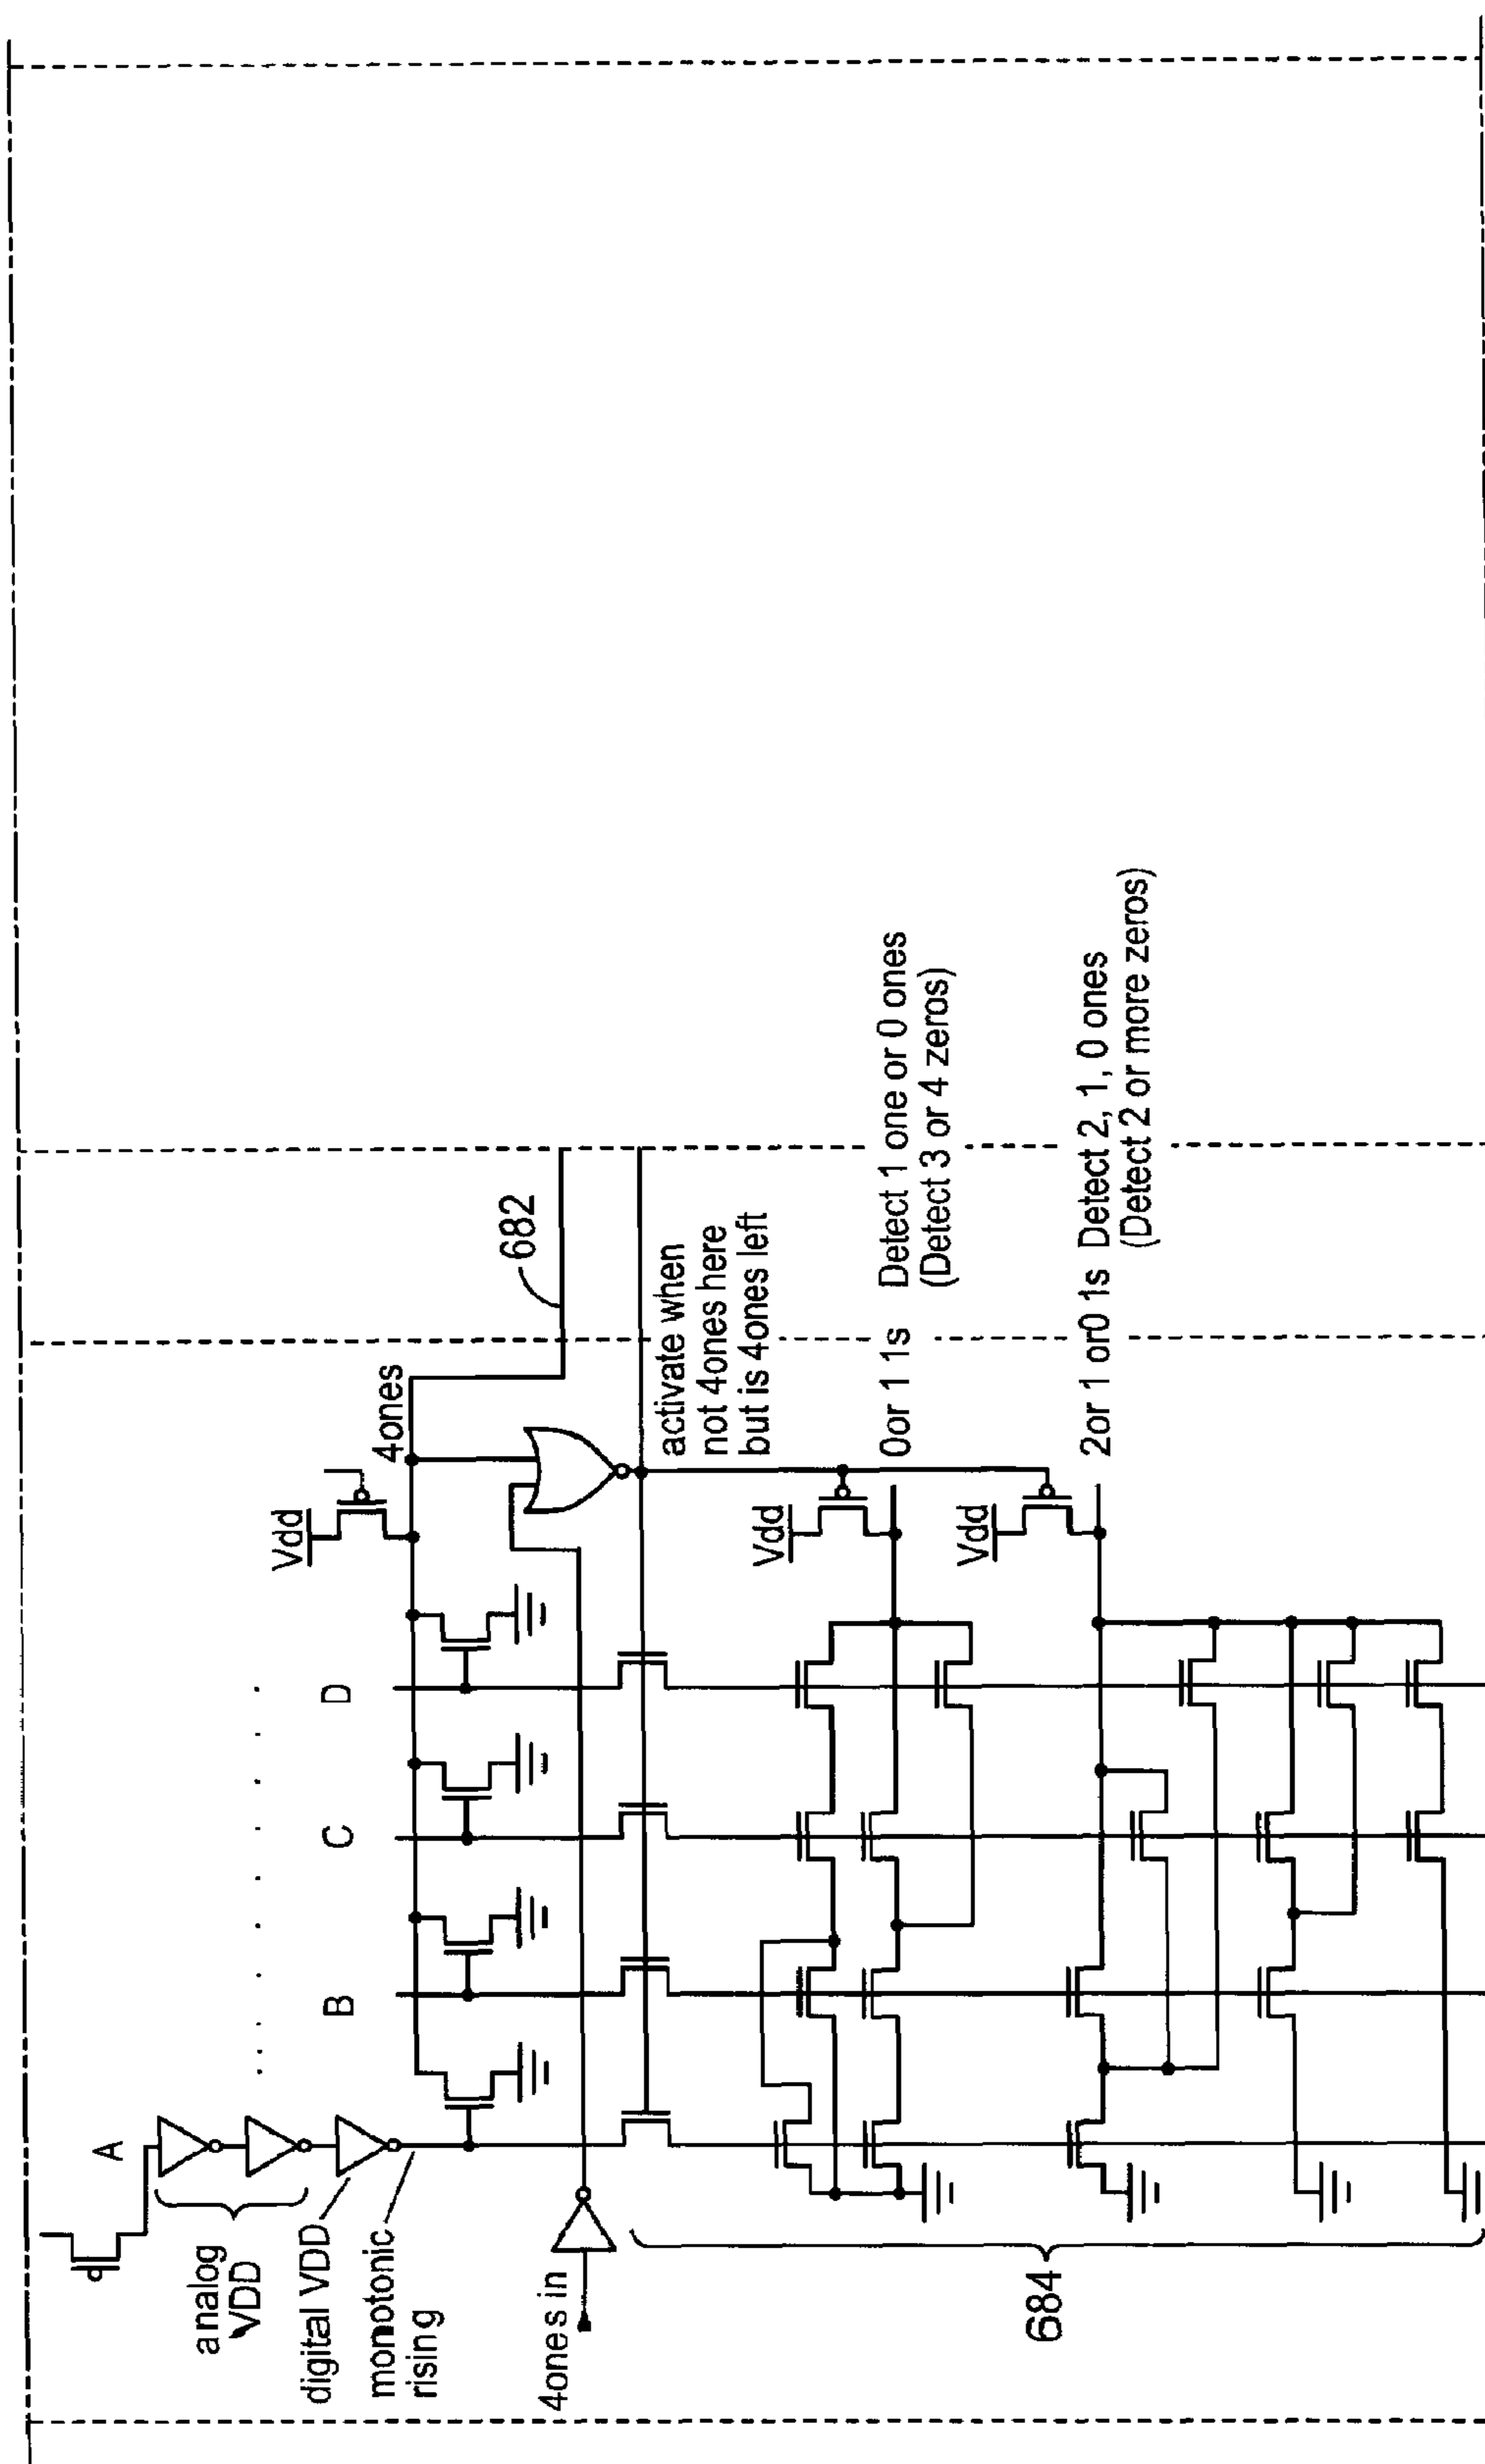 A
B
C
D
analog
VDD
digital VDD
monotonic
rising
Vdd
4ones
682
4ones in
activate when
not 4ones here
but is 4ones left
Vdd
0or 1 1s Detect 1 one or 0 ones
(Detect 3 or 4 zeros)
Vdd
2or 1 or0 1s Detect 2, 1, 0 ones
(Detect 2 or more zeros)
684